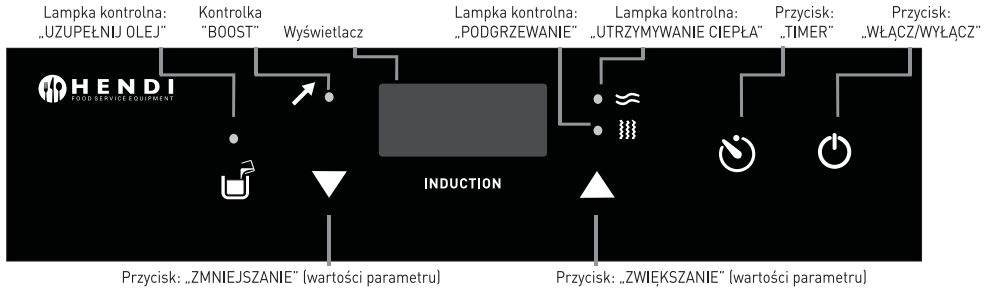 Lampka kontrolna:
„UZUPEŁNIJ OLEJ”
Kontrolka
"BOOST”
Wyświetlacz
Lampka kontrolna:
„PODGRZEWANIE”
Lampka kontrolna:
„UTRZYMYWANIE CIEPŁA”
Przycisk:
„TIMER”
Przycisk:
„WŁĄCZ/WYŁĄCZ”
HENDI
FOOD SERVICE EQUIPMENT
INDUCTION
Przycisk: „ZMNIEJSZANIE” (wartości parametru)
Przycisk: „ZWIĘKSZANIE” (wartości parametru)